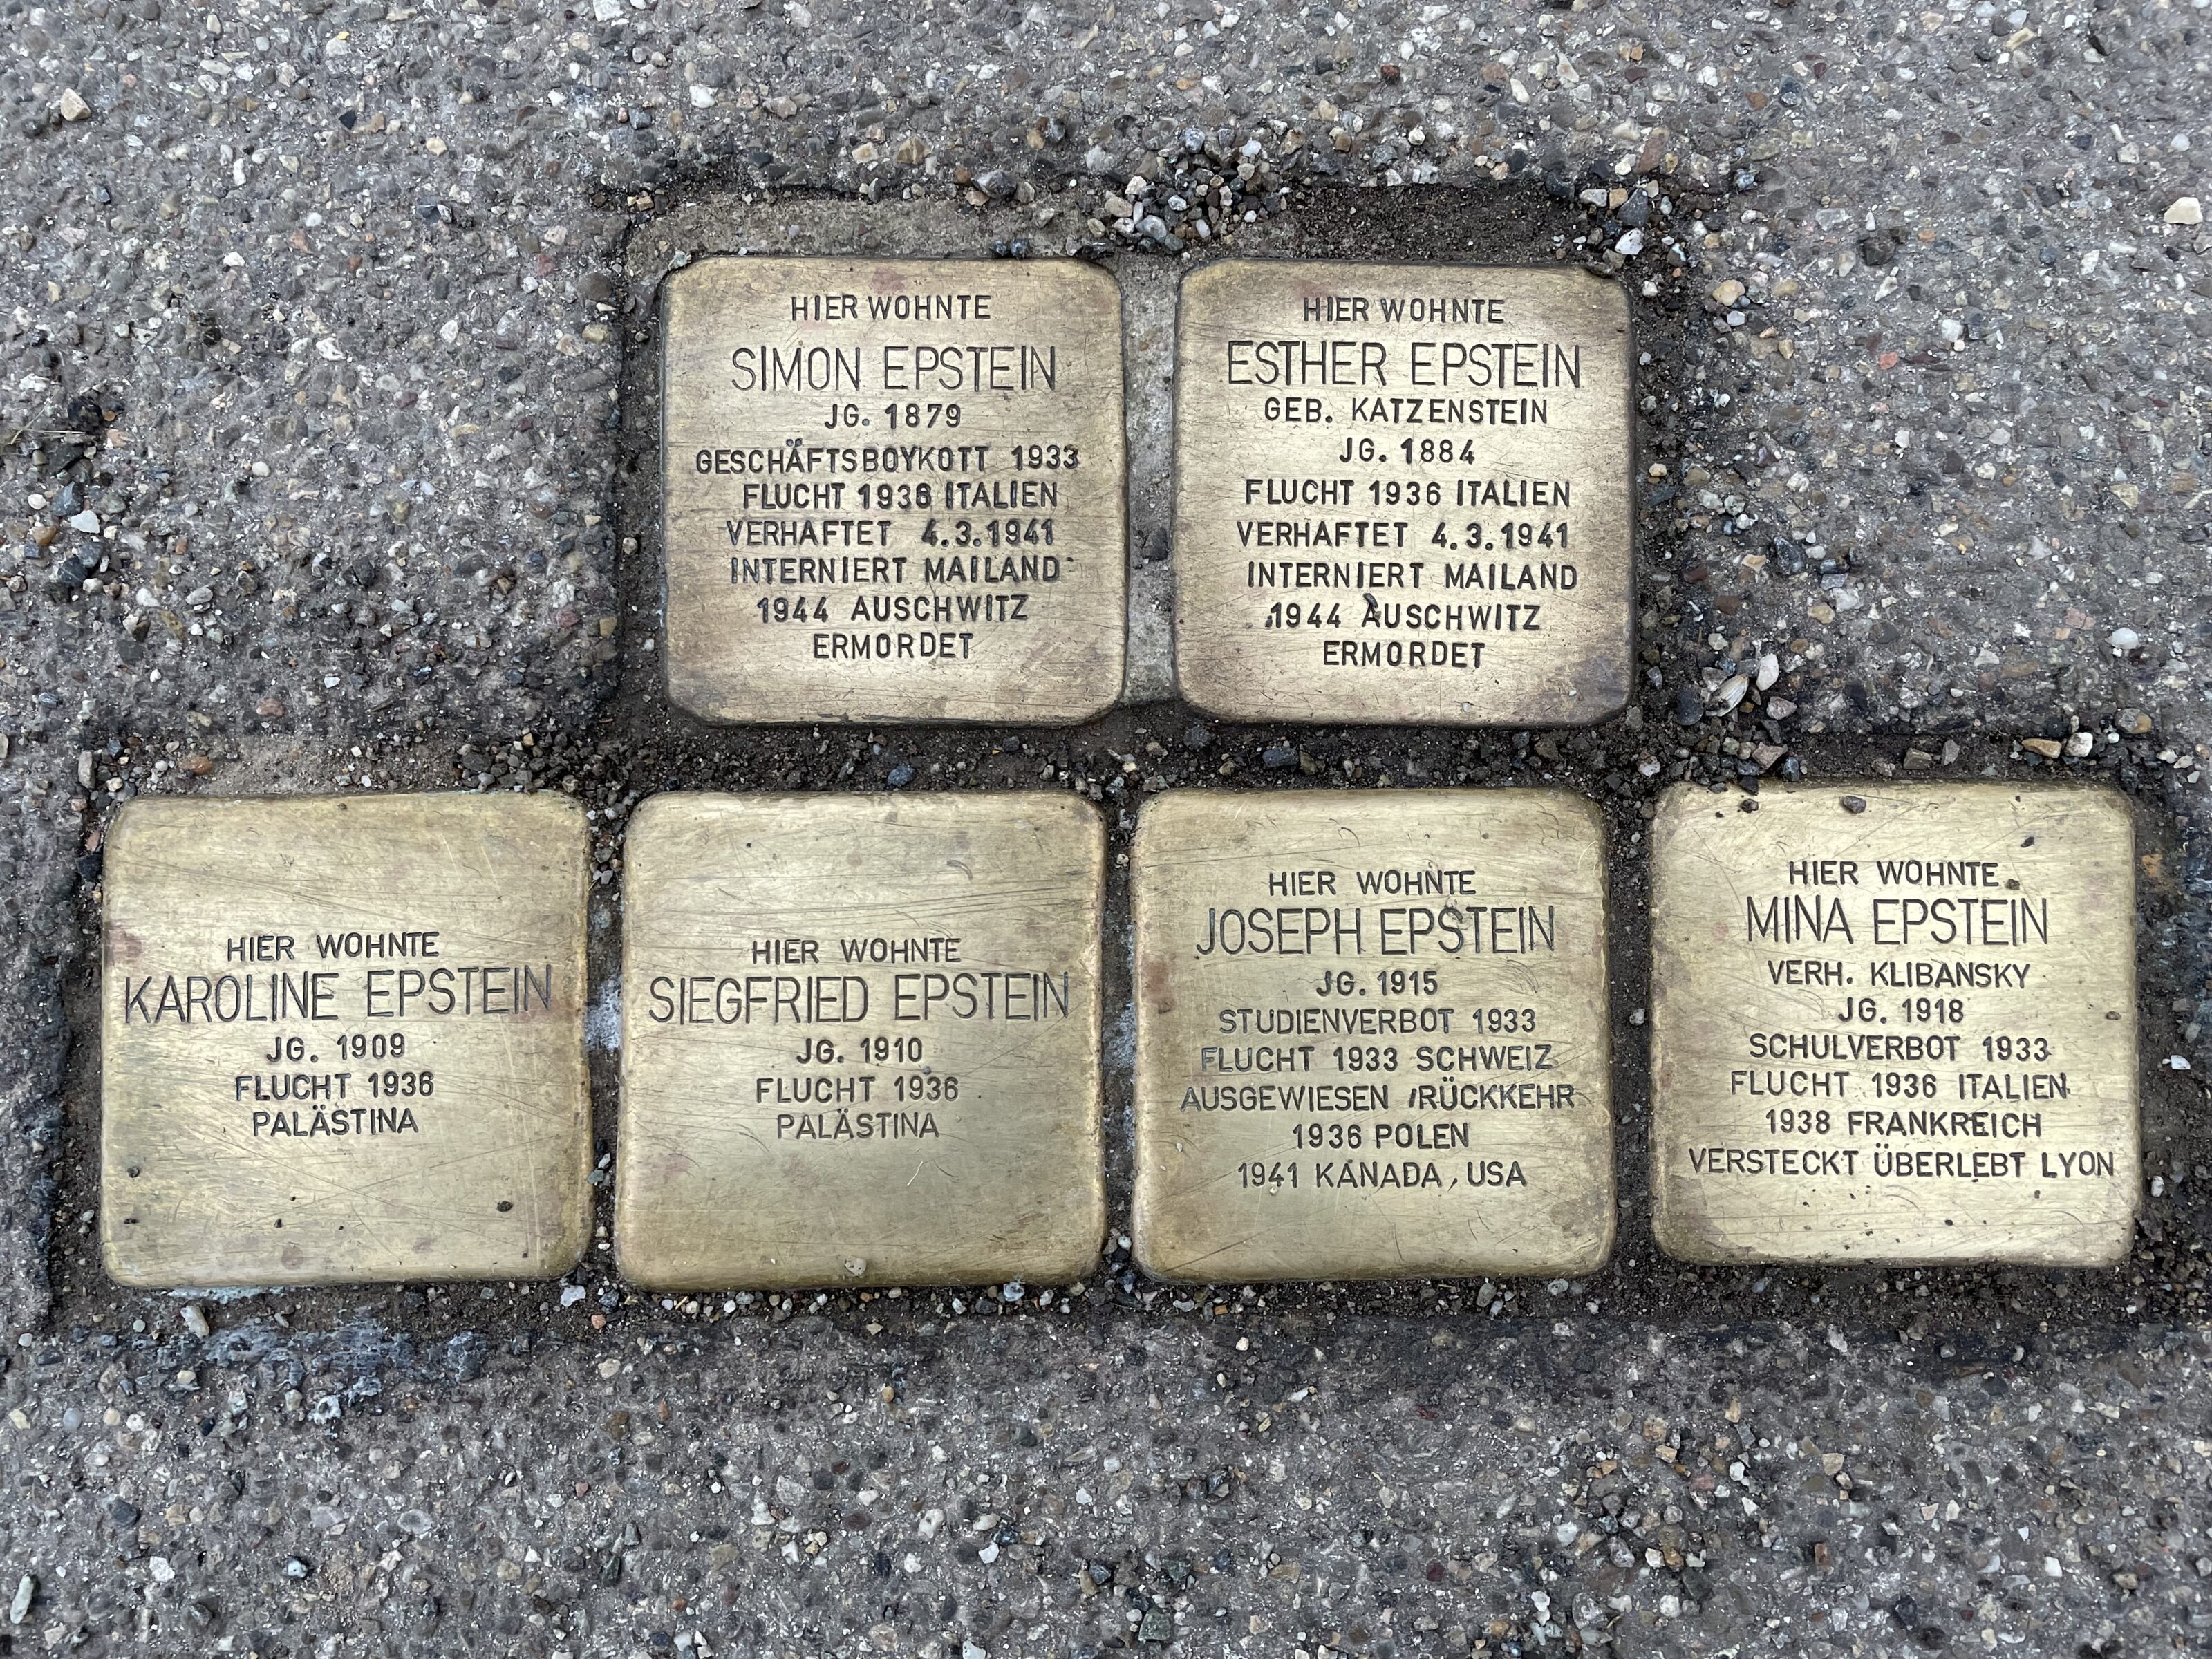 HIER WOHNTE
SIMON EPSTEIN
JG. 1879
GESCHÄFTSBOYKOTT 1933
FLUCHT 1936 ITALIEN
VERHAFTET 4.3.1941
INTERNIERT MAILAND
1944 AUSCHWITZ
ERMORDET
HIER WOHNTE
ESTHER EPSTEIN
GEB. KATZENSTEIN
JG. 1884
FLUCHT 1936 ITALIEN
VERHAFTET 4.3.1941
INTERNIERT MAILAND
1944 AUSCHWITZ
ERMORDET
HIER WOHNTE
KAROLINE EPSTEIN
JG. 1909
FLUCHT 1936
PALÄSTINA
HIER WOHNTE
SIEGFRIED EPSTEIN
JG. 1910
FLUCHT 1936
PALÄSTINA
HIER WOHNTE
JOSEPH EPSTEIN
JG. 1915
STUDIENVERBOT 1933
FLUCHT 1933 SCHWEIZ
AUSGEWIESEN / RÜCKKEHR
1936 POLEN
1941 KANADA, USA
HIER WOHNTE
MINA EPSTEIN
VERH. KLIBANSKY
JG. 1918
SCHULVERBOT 1933
FLUCHT 1936 ITALIEN
1938 FRANKREICH
VERSTECKT ÜBERLEBT LYON